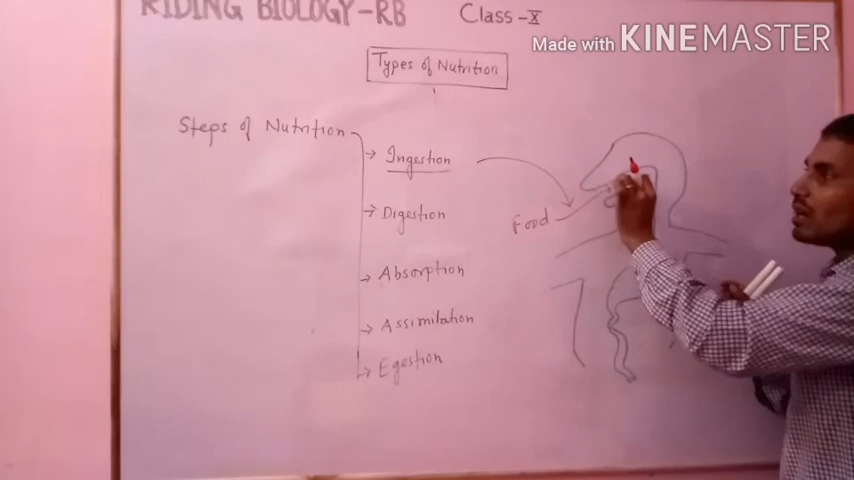 RIDING BIOLOGY-RB Class-X
Made with KINEMASTER
Types of Nutrition
Steps of Nutrition
Ingestion
Digestion
Food
Absorption
Assimilation
Egestion